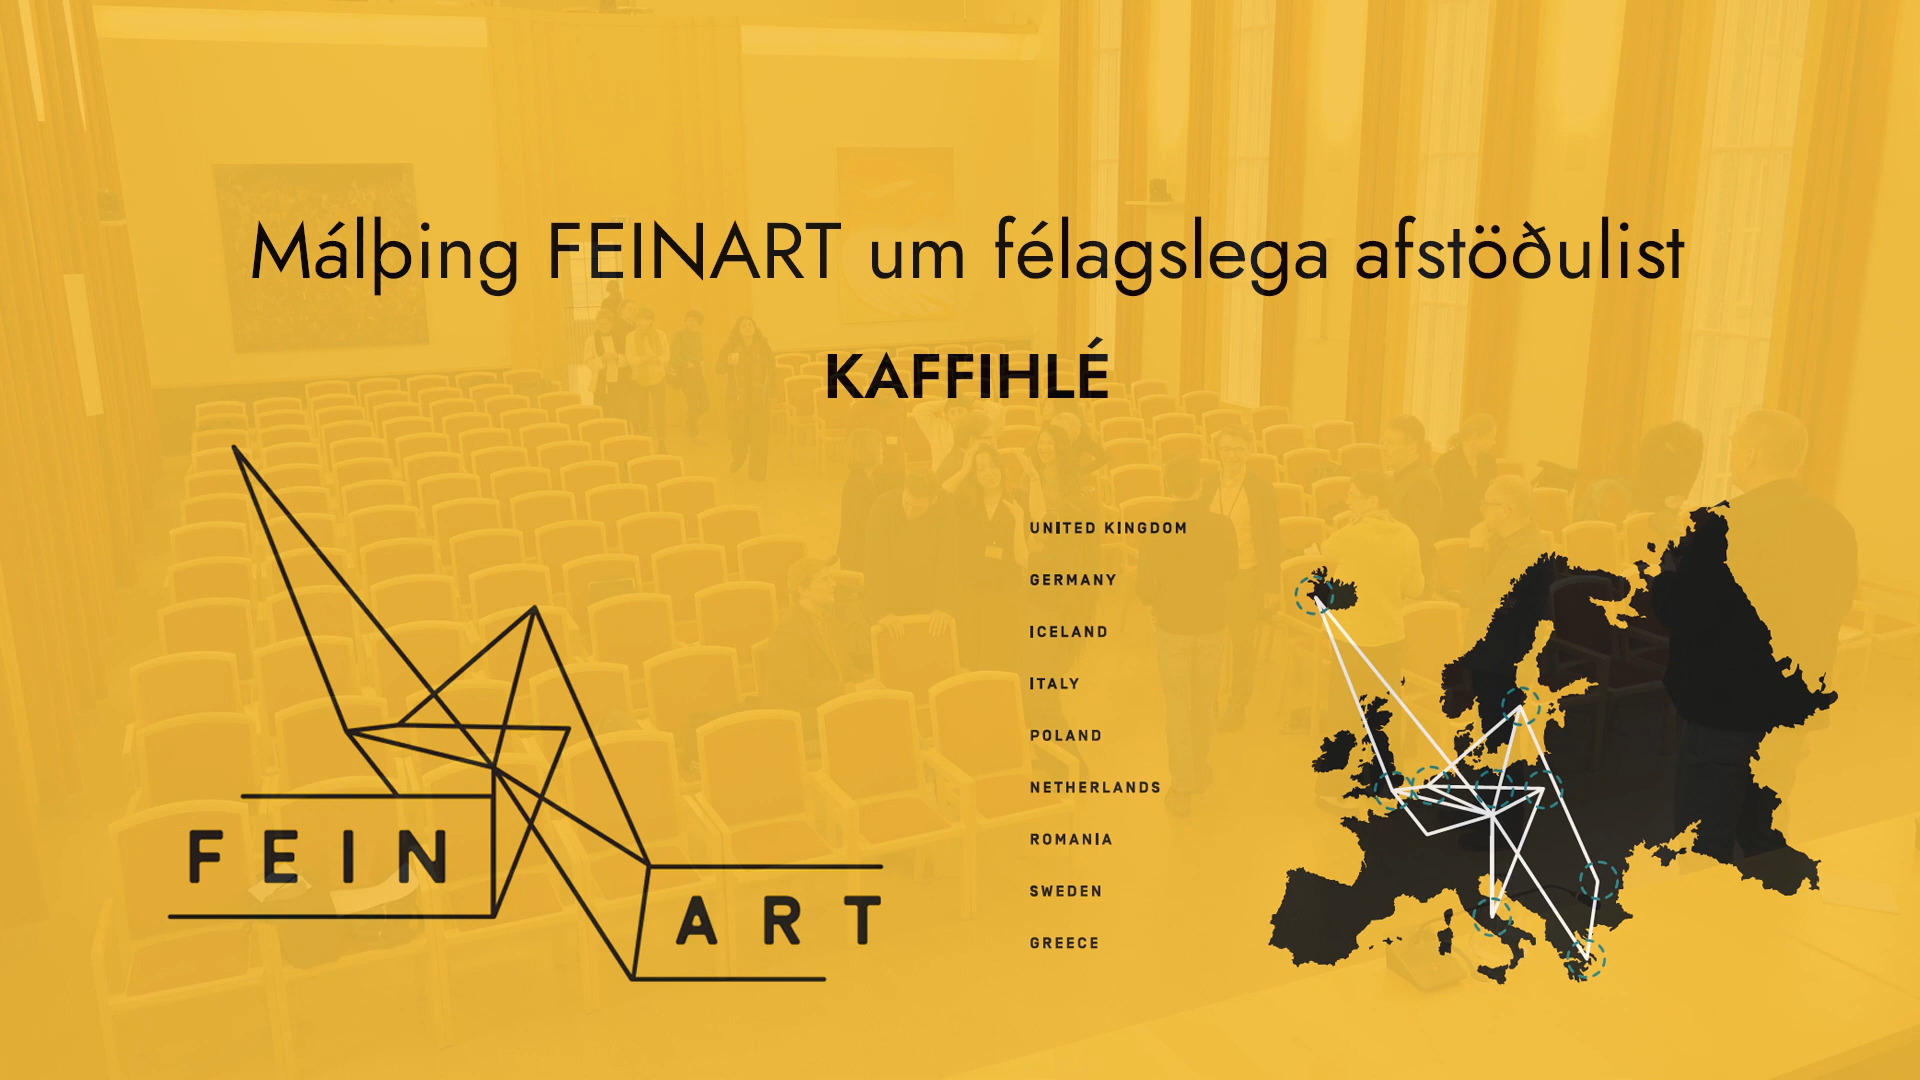 Málþing FEINART um félagslega afstöðulist
KAFFIHLÉ
FEIN
ART
UNITED KINGDOM
GERMANY
ICELAND
ITALY
POLAND
NETHERLANDS
ROMANIA
SWEDEN
GREECE